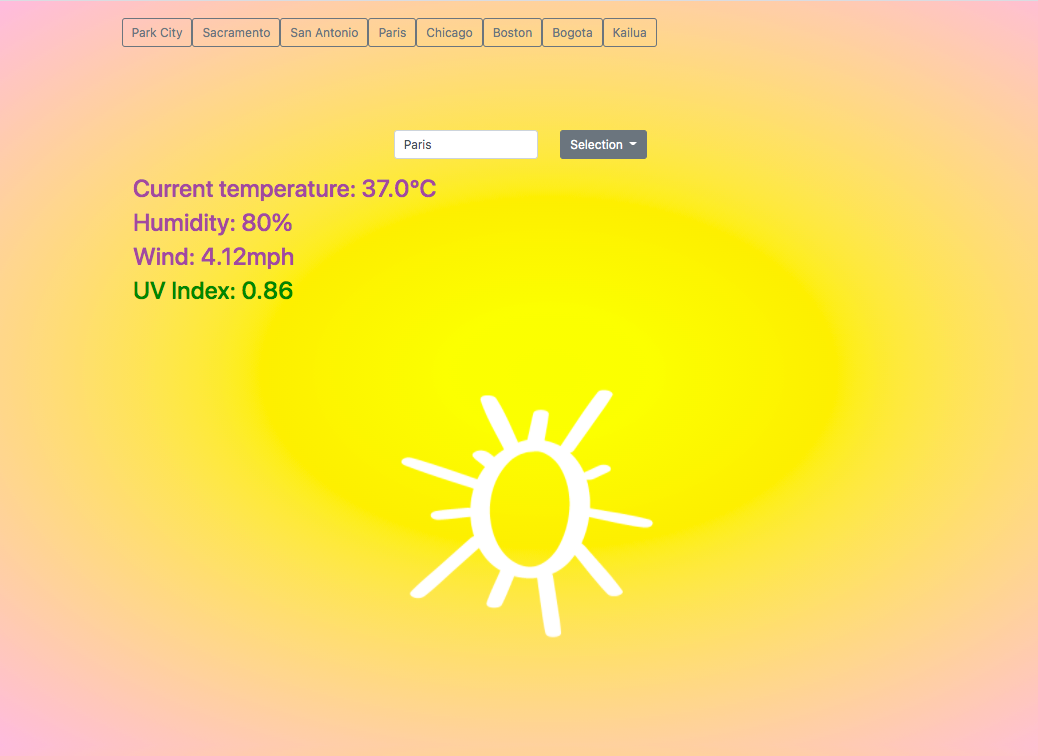 Park City Sacramento San Antonio Paris Chicago Boston Bogota Kailua
Paris Selection
Current temperature: 37.0°C
Humidity: 80%
Wind: 4.12mph
UV Index: 0.86